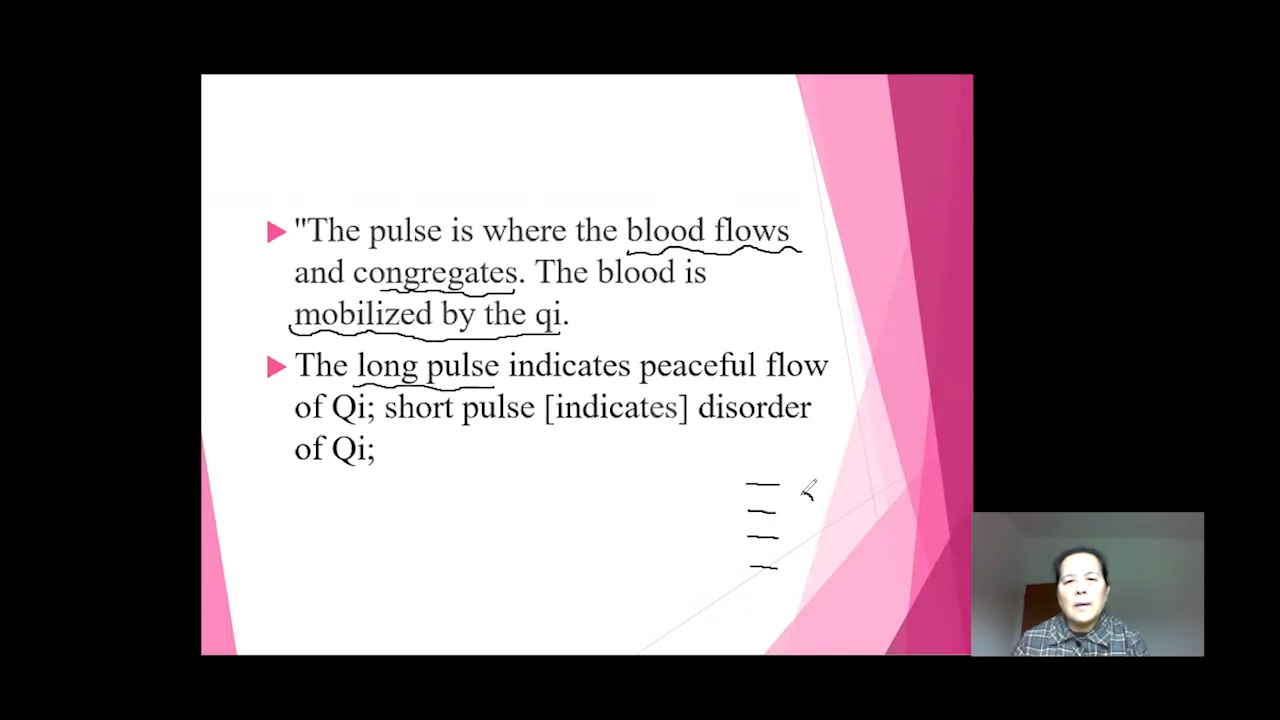 "The pulse is where the blood flows
and congregates. The blood is
mobilized by the qi.
The long pulse indicates peaceful flow
of Qi; short pulse [indicates] disorder
of Qi;